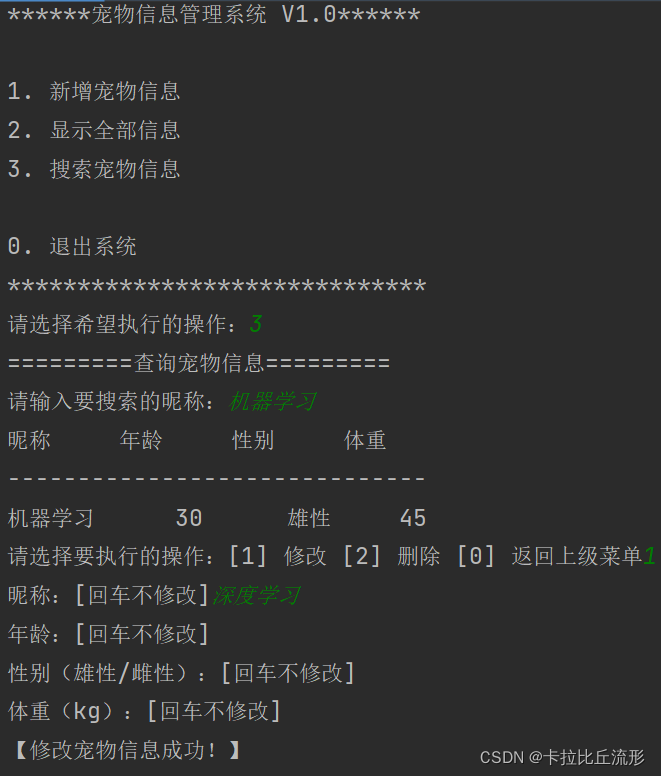 ******宠物信息管理系统 V1.0******
1. 新增宠物信息
2. 显示全部信息
3. 搜索宠物信息
0. 退出系统
******************************
请选择希望执行的操作：3
=========查询宠物信息=========
请输入要搜索的昵称：机器学习
昵称 年龄 性别 体重
------------------------------
机器学习 30 雄性 45
请选择要执行的操作：[1] 修改 [2] 删除 [0] 返回上级菜单1
昵称：[回车不修改]深度学习
年龄：[回车不修改]
性别（雄性/雌性）：[回车不修改]
体重（kg）：[回车不修改]
【修改宠物信息成功！】
CSDN @卡拉比丘流形